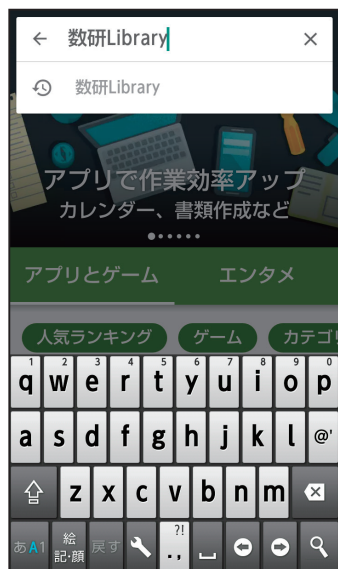 数研Library
数研Library
アプリで作業効率アップ
カレンダー、書類作成など
アプリとゲーム エンタメ
人気ランキング ゲーム カテゴリ
1 2 3 4 5 6 7 8 9 0
q w e r t y u i o p
a s d f g h j k l @'
z x c v b n m
?!
あA1 絵記・顔 戻す .,